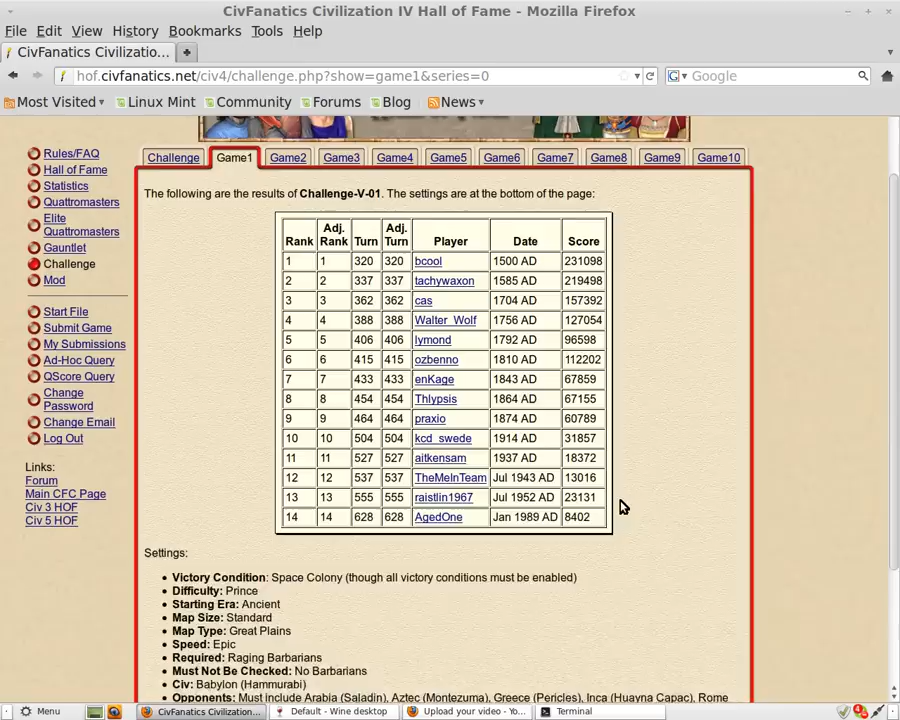 CivFanatics Civilization IV Hall of Fame - Mozilla Firefox
File Edit View History Bookmarks Tools Help
CivFanatics Civilizatio...
hof.civfanatics.net/civ4/challenge.php?show=game1&series=0
Google
Most Visited Linux Mint Community Forums Blog News
Rules/FAQ
Hall of Fame
Statistics
Quattromasters
Elite
Quattromasters
Gauntlet
Challenge
Mod
Start File
Submit Game
My Submissions
Ad-Hoc Query
QScore Query
Change
Password
Change Email
Log Out
Links:
Forum
Main CFC Page
Civ 3 HOF
Civ 5 HOF
Challenge Game1 Game2 Game3 Game4 Game5 Game6 Game7 Game8 Game9 Game10
The following are the results of Challenge-V-01. The settings are at the bottom of the page:
Rank Adj. Rank Turn Adj. Turn Player Date Score
1 1 320 320 bcool 1500 AD 231098
2 2 337 337 tachywaxon 1585 AD 219498
3 3 362 362 cas 1704 AD 157392
4 4 388 388 Walter_Wolf 1756 AD 127054
5 5 406 406 lymond 1792 AD 96598
6 6 415 415 ozbenno 1810 AD 112202
7 7 433 433 enKage 1843 AD 67859
8 8 454 454 Thlypsis 1864 AD 67155
9 9 464 464 praxio 1874 AD 60789
10 10 504 504 kcd_swede 1914 AD 31857
11 11 527 527 aitkensam 1937 AD 18372
12 12 537 537 TheMeInTeam Jul 1943 AD 13016
13 13 555 555 raistlin1967 Jul 1952 AD 23131
14 14 628 628 AgedOne Jan 1989 AD 8402
Settings:
Victory Condition: Space Colony (though all victory conditions must be enabled)
Difficulty: Prince
Starting Era: Ancient
Map Size: Standard
Map Type: Great Plains
Speed: Epic
Required: Raging Barbarians
Must Not Be Checked: No Barbarians
Civ: Babylon (Hammurabi)
Opponents: Must include Arabia (Saladin), Aztec (Montezuma), Greece (Pericles), Inca (Huayna Capac), Rome
Menu CivFanatics Civilization... Default - Wine desktop Upload your video - Yo... Terminal